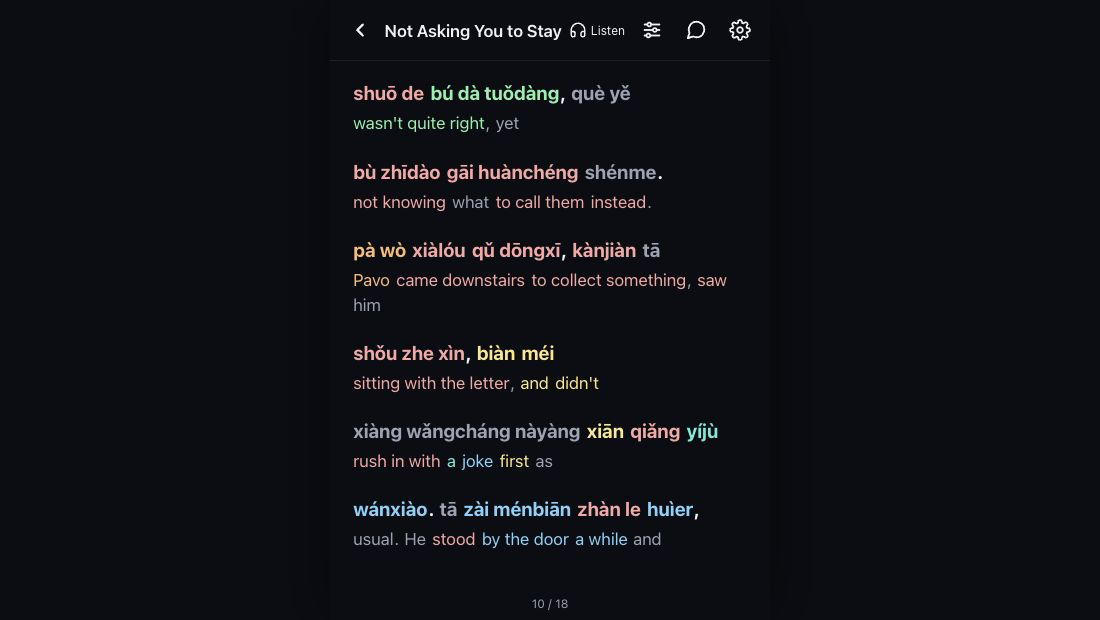 Not Asking You to Stay Listen
shuō de bú dà tuǒdàng, què yě
wasn't quite right, yet
bù zhīdào gāi huànchéng shénme.
not knowing what to call them instead.
pà wò xiàlóu qǔ dōngxī, kànjiàn tā
Pavo came downstairs to collect something, saw
him
shǒu zhe xìn, biàn méi
sitting with the letter, and didn't
xiàng wǎngcháng nàyàng xiān qiǎng yíjù
rush in with a joke first as
wánxiào. tā zài ménbiān zhàn le huìer,
usual. He stood by the door a while and
10 / 18